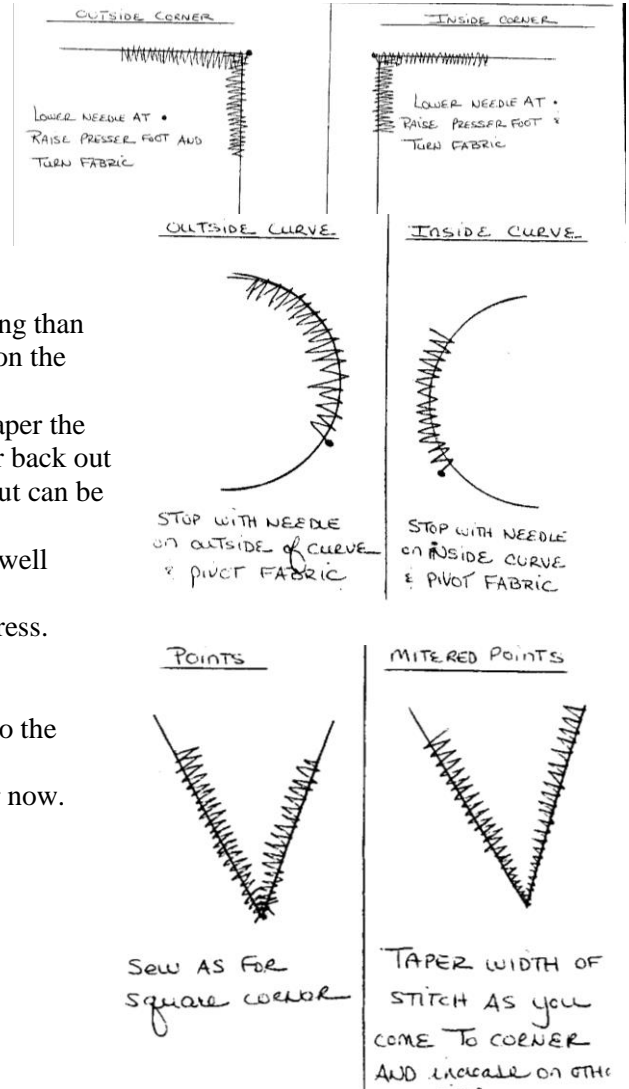 OUTSIDE CORNER
LOWER NEEDLE AT •
RAISE PRESSER FOOT AND
TURN FABRIC
INSIDE CORNER
LOWER NEEDLE AT •
RAISE PRESSER FOOT &
TURN FABRIC
OUTSIDE CURVE
STOP WITH NEEDLE
on OUTSIDE of CURVE
& PIVOT FABRIC
INSIDE CURVE
STOP WITH NEEDLE
on INSIDE CURVE
& PIVOT FABRIC
ng than
on the
aper the
r back out
ut can be
well
ress.
o the
now.
POINTS
Sew AS FOR
square cornor
MITERED POINTS
TAPER WIDTH OF
STITCH AS you
come To CORNER
AND increase on